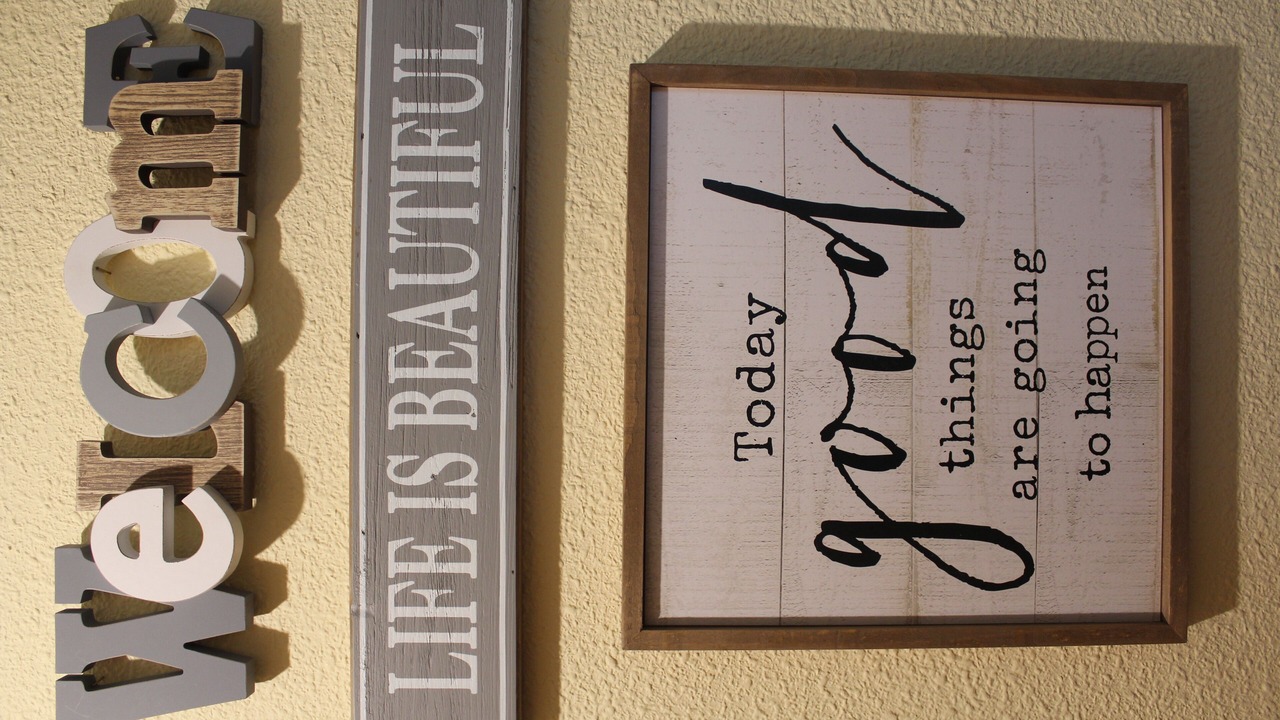 Welcome
LIFE IS BEAUTIFUL
Today
good
things
are going
to happen